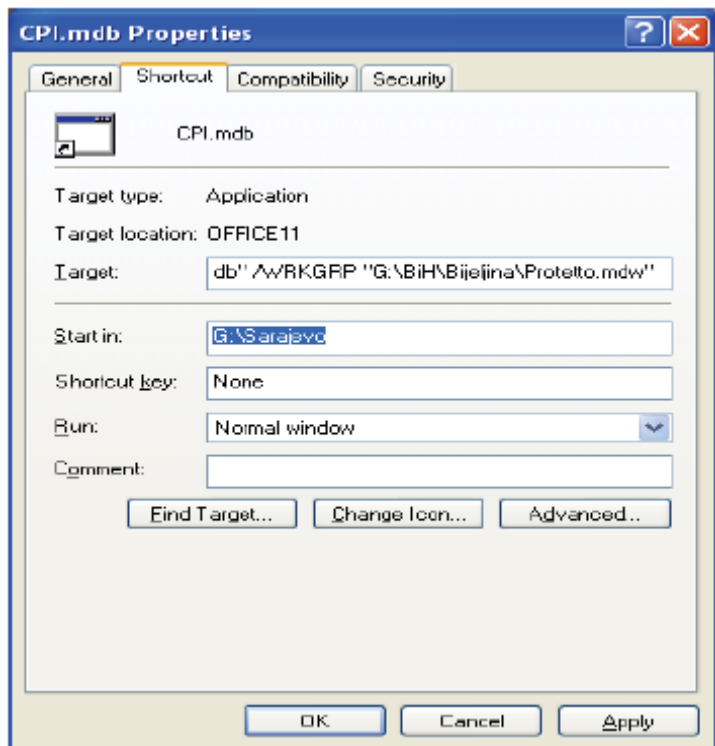 CPI.mdb Properties
General Shortcut Compatibility Security
CPI.mdb
Target type: Application
Target location: OFFICE11
Target: db" /WRKGRP "G:\BiH\Bijeljina\Protetto.mdw"
Start in: G:\Sarajevo
Shortcut key: None
Run: Normal window
Comment:
Find Target... Change Icon... Advanced...
OK Cancel Apply